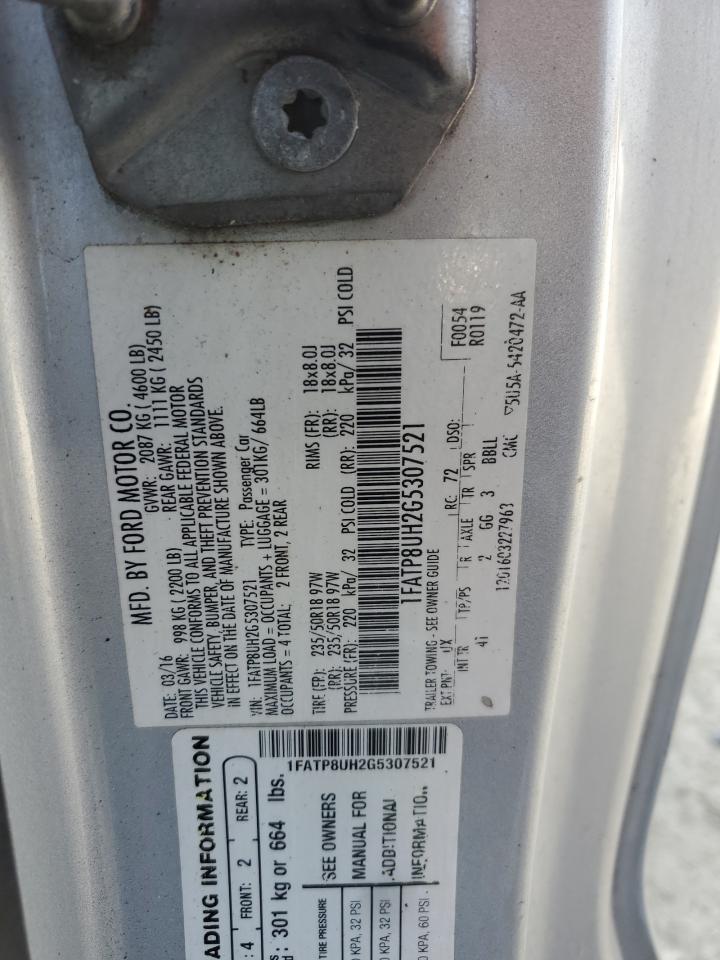 MFD. BY FORD MOTOR CO.
DATE: 03/16 GVWR: 2087 KG ( 4600 LB)
FRONT GAWR: 998 KG ( 2200 LB) REAR GAWR: 1111 KG ( 2450 LB)
THIS VEHICLE CONFORMS TO ALL APPLICABLE FEDERAL MOTOR
VEHICLE SAFETY, BUMPER, AND THEFT PREVENTION STANDARDS
IN EFFECT ON THE DATE OF MANUFACTURE SHOWN ABOVE.
VIN: 1FATP8UH2G5307521 TYPE: Passenger Car
MAXIMUM LOAD = OCCUPANTS + LUGGAGE = 301KG/ 664LB
OCCUPANTS = 4 TOTAL: 2 FRONT, 2 REAR
TIRE (FR): 235/50R18 97W RIMS (FR): 18x8.0J
(RR): 235/50R18 97W (RR): 18x8.0J
PRESSURE (FR): 220 kPa/ 32 PSI COLD (RR): 220 kPa/ 32 PSI COLD
1FATP8UH2G5307521
TRAILER TOWING - SEE OWNER GUIDE
F0054
R0119
EXT PNT: UX RC: 72 DSO:
INT TR TP/PS R AXLE TR SPR
4I 2 GG 3 BBLL
CMC 5U5A-5420472-AA
ADING INFORMATION
: 4 FRONT: 2 REAR: 2
: 301 kg or 664 lbs.
1FATP8UH2G5307521
TIRE PRESSURE SEE OWNERS
KPA, 32 PSI MANUAL FOR
KPA, 32 PSI ADDITIONAL
KPA, 60 PSI INFORMATION